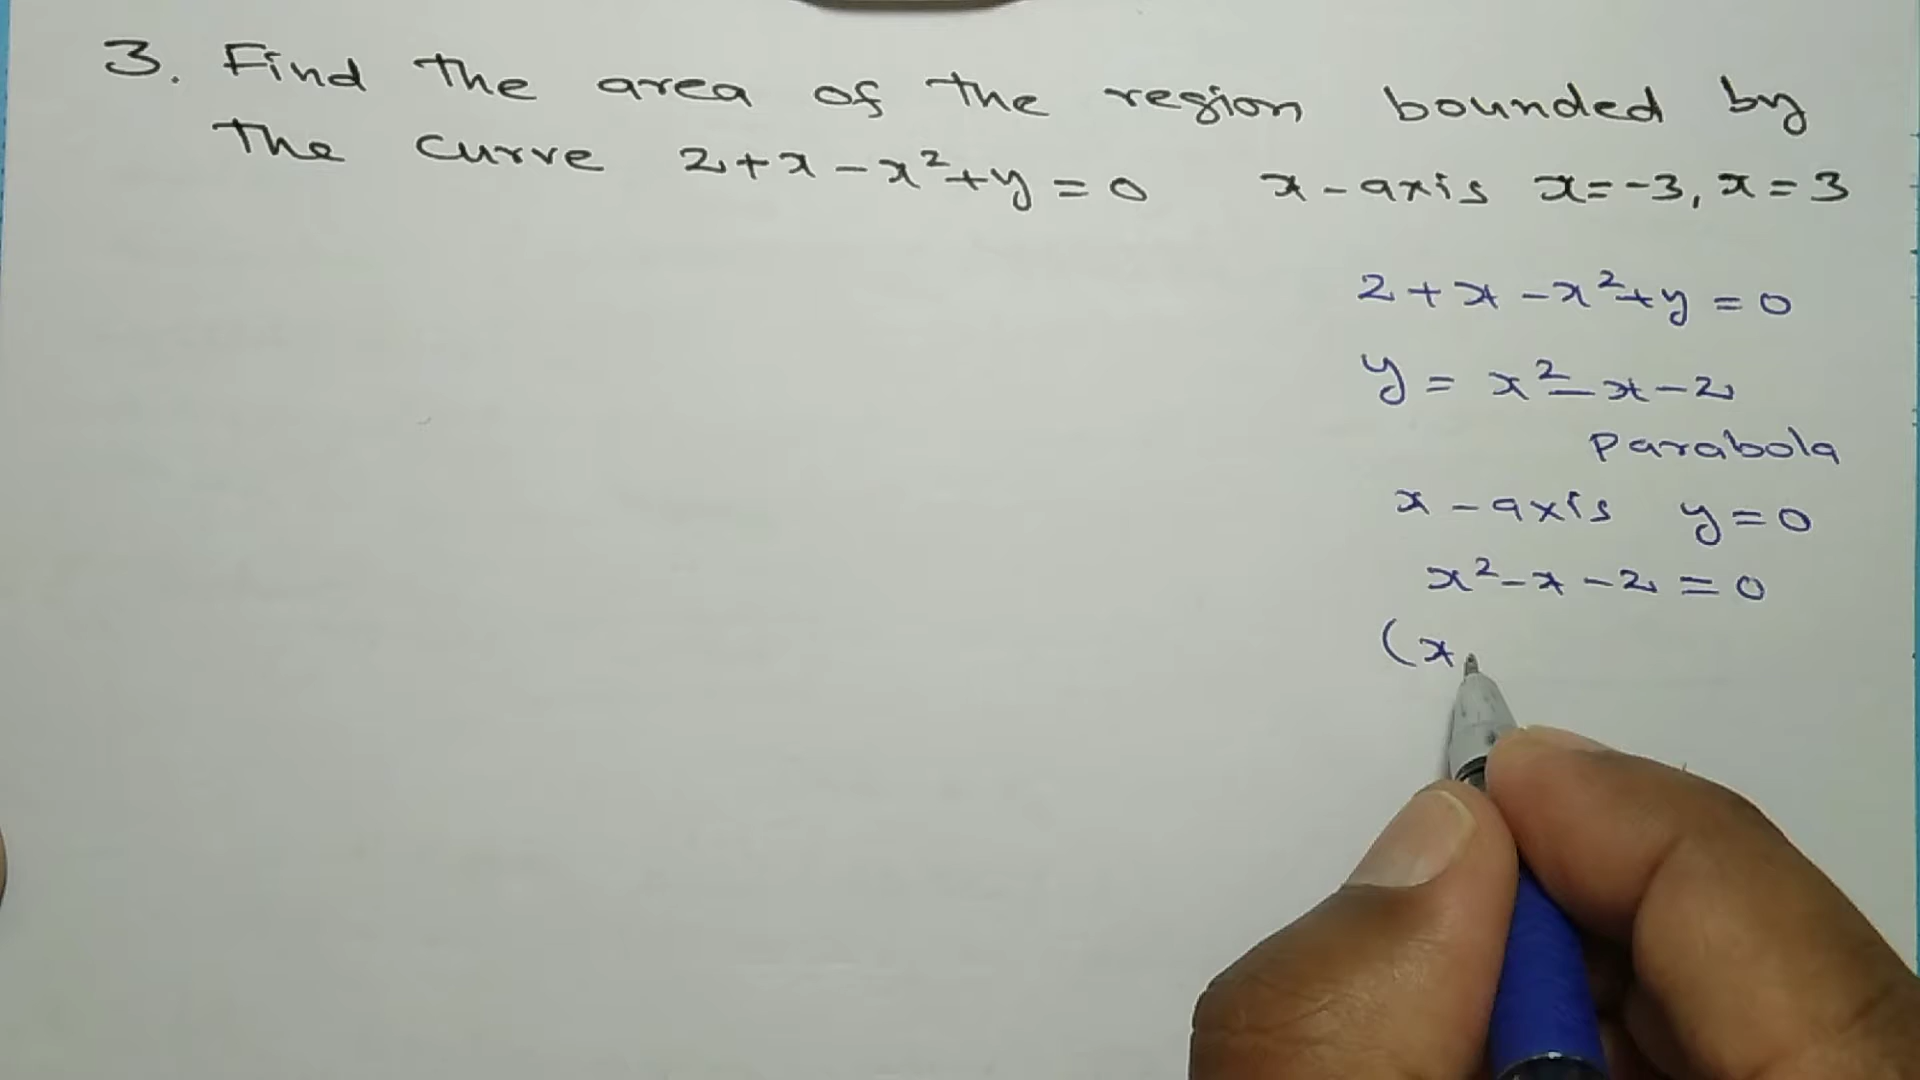 3. Find the area of the region bounded by
the curve 2+x-x²+y=0 x-axis x=-3, x=3
2+x-x²+y=0
y = x²-x-2
Parabola
x-axis y=0
x²-x-2=0
(x